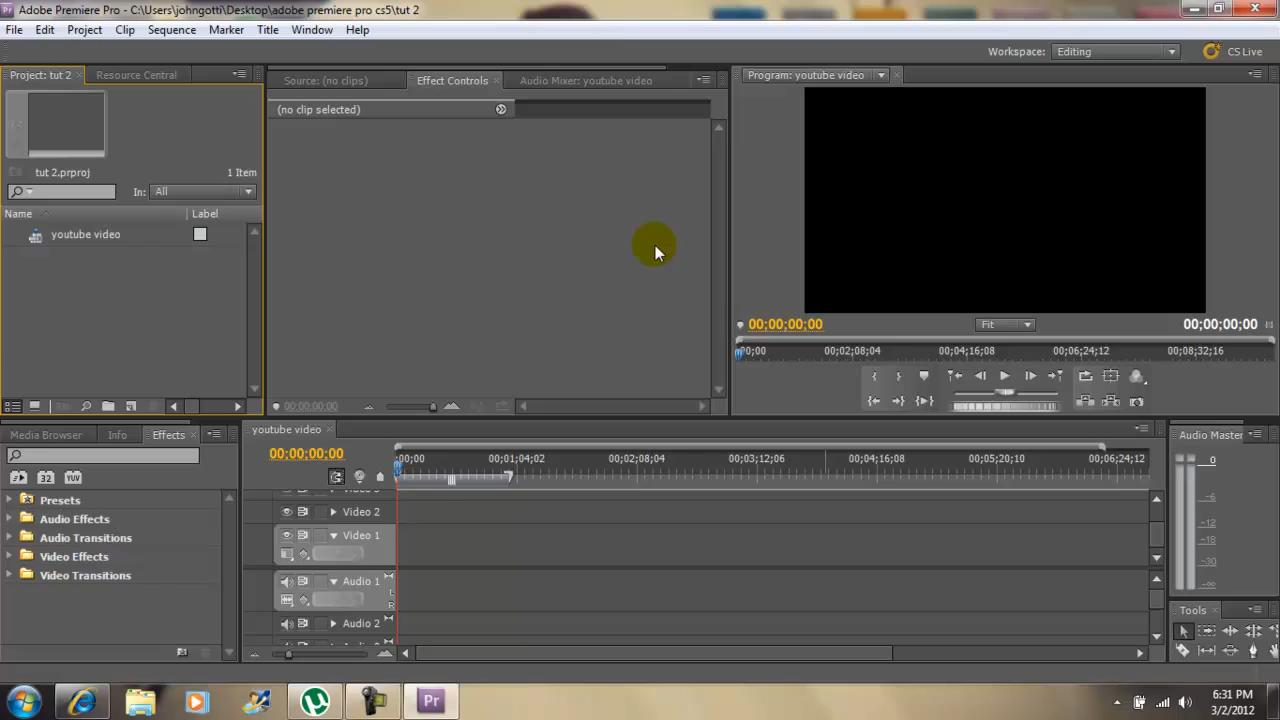 Pr Adobe Premiere Pro - C:\Users\johngotti\Desktop\adobe premiere pro cs5\tut 2
File Edit Project Clip Sequence Marker Title Window Help
Workspace: Editing CS Live
Project: tut 2 Resource Central
Source: (no clips) Effect Controls Audio Mixer: youtube video
Program: youtube video
(no clip selected)
tut 2.prproj 1 Item
In: All
Name Label
youtube video
00;00;00;00 Fit 00;00;00;00
00;00 00;02;08;04 00;04;16;08 00;06;24;12 00;08;32;16
00;00;00;00
Media Browser Info Effects
youtube video
Audio Master
00;00;00;00
;00;00 00;01;04;02 00;02;08;04 00;03;12;06 00;04;16;08 00;05;20;10 00;06;24;12
32 YUV
Presets
Audio Effects
Audio Transitions
Video Effects
Video Transitions
Video 2
Video 1
Audio 1
L
R
Audio 2
0
-6
-12
-18
-30
-∞
Tools
Pr
6:31 PM
3/2/2012